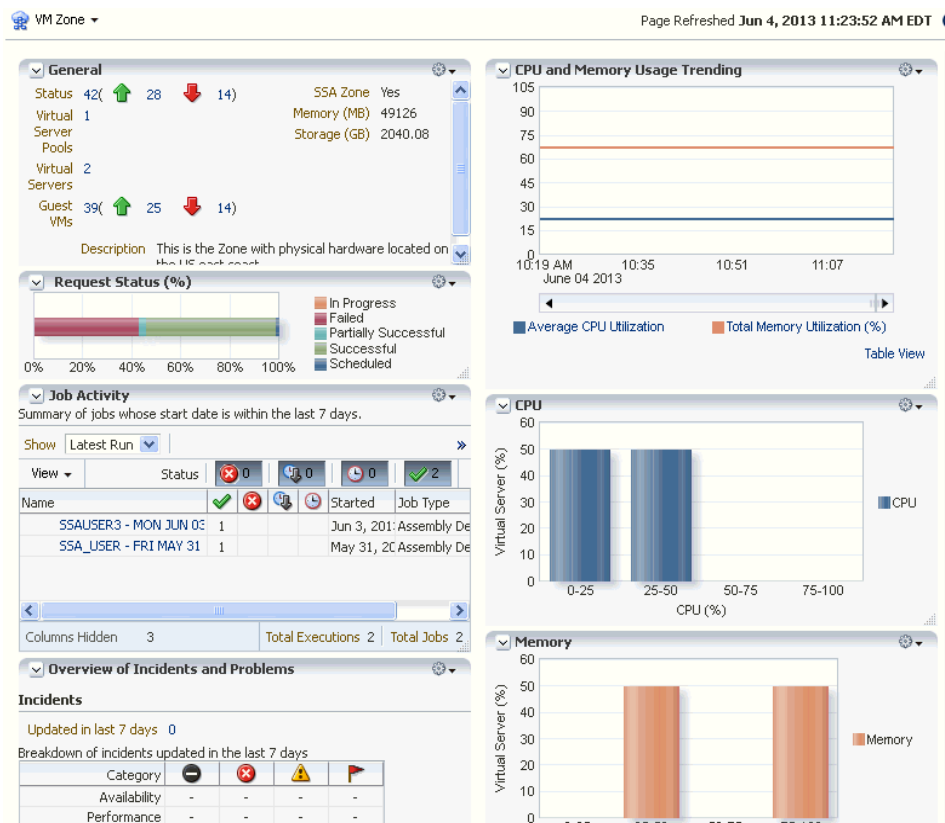 VM Zone
Page Refreshed Jun 4, 2013 11:23:52 AM EDT
General
Status 42( 28 14)
SSA Zone Yes
Virtual Server Pools 1
Memory (MB) 49126
Storage (GB) 2040.08
Virtual Servers 2
Guest VMs 39( 25 14)
Description This is the Zone with physical hardware located on
the US east coast
Request Status (%)
In Progress
Failed
Partially Successful
Successful
Scheduled
0% 20% 40% 60% 80% 100%
Job Activity
Summary of jobs whose start date is within the last 7 days.
Show Latest Run »
View Status 0 0 0 2
Name Started Job Type
SSAUSER3 - MON JUN 03 1 Jun 3, 201: Assembly De
SSA_USER - FRI MAY 31 1 May 31, 2C Assembly De
Columns Hidden 3 Total Executions 2 Total Jobs 2
Overview of Incidents and Problems
Incidents
Updated in last 7 days 0
Breakdown of incidents updated in the last 7 days
Category
Availability - - - -
Performance - - - -
CPU and Memory Usage Trending
105
90
75
60
45
30
15
0
10:19 AM 10:35 10:51 11:07
June 04 2013
Average CPU Utilization Total Memory Utilization (%)
Table View
CPU
60
50
40
30
20
10
0
Virtual Server (%)
0-25 25-50 50-75 75-100
CPU (%)
CPU
Memory
60
50
40
30
20
10
0
Virtual Server (%)
Memory